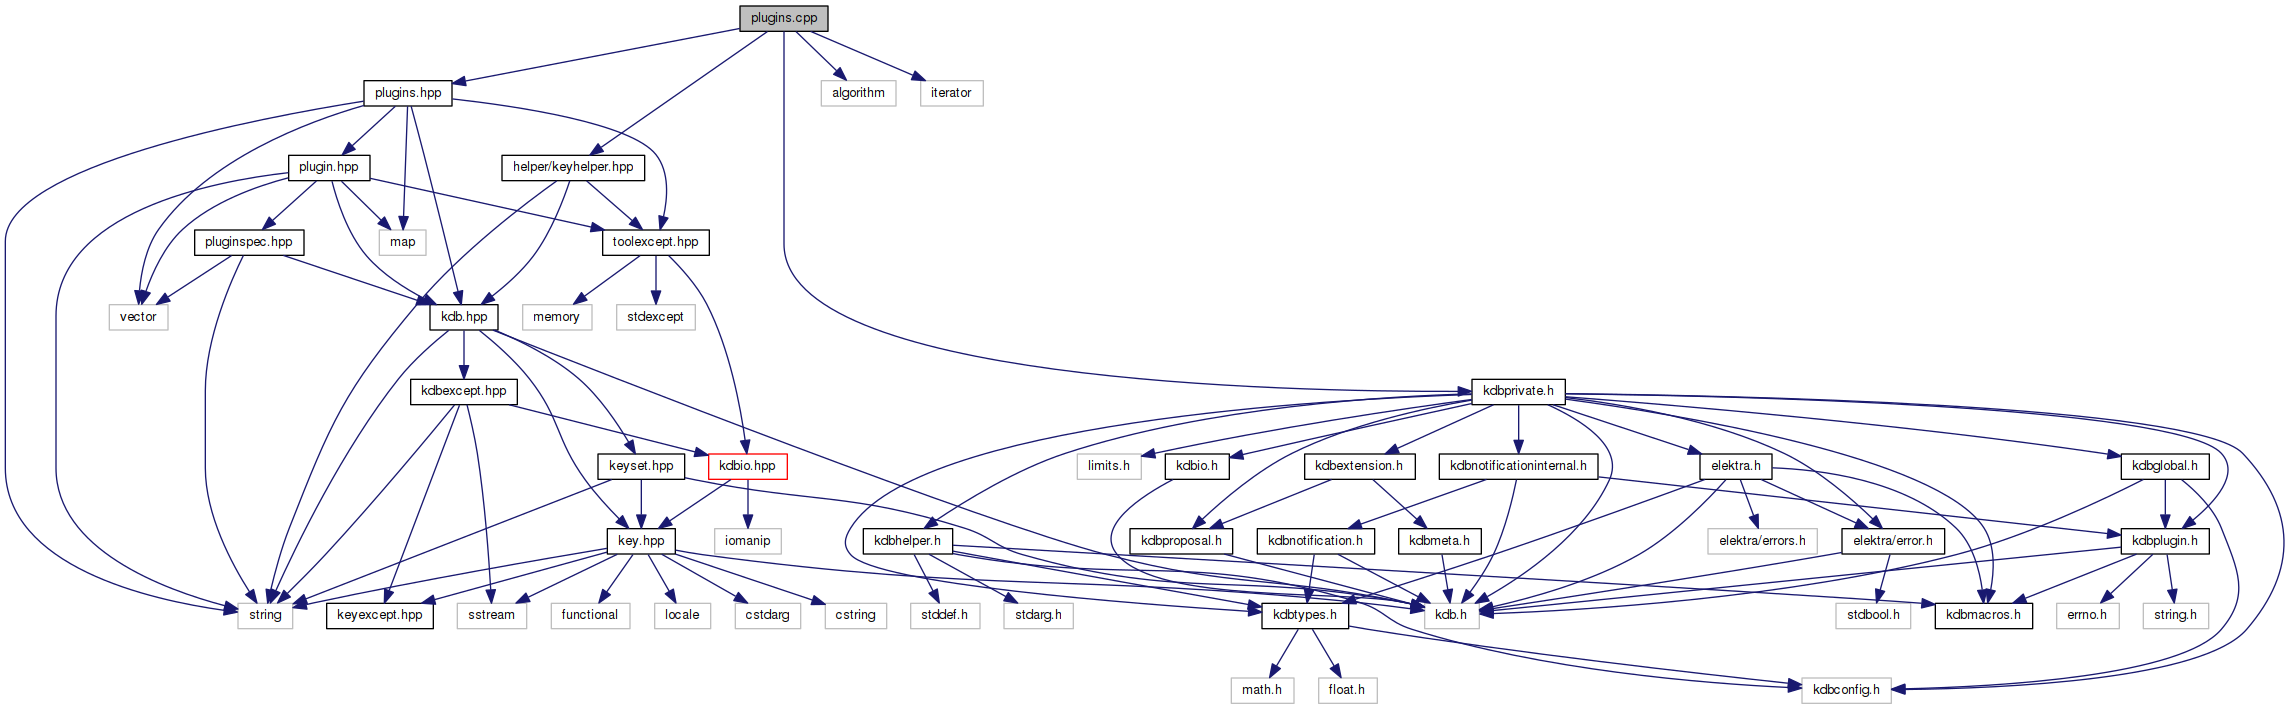 plugins.cpp
plugins.hpp
algorithm
iterator
plugin.hpp
helper/keyhelper.hpp
pluginspec.hpp
map
toolexcept.hpp
vector
kdb.hpp
memory
stdexcept
kdbexcept.hpp
kdbprivate.h
keyset.hpp
kdbio.hpp
limits.h
kdbio.h
kdbextension.h
kdbnotificationinternal.h
elektra.h
kdbglobal.h
key.hpp
iomanip
kdbhelper.h
kdbproposal.h
kdbnotification.h
kdbmeta.h
elektra/errors.h
elektra/error.h
kdbplugin.h
string
keyexcept.hpp
sstream
functional
locale
cstdarg
cstring
stddef.h
stdarg.h
kdbtypes.h
kdb.h
stdbool.h
kdbmacros.h
errno.h
string.h
math.h
float.h
kdbconfig.h